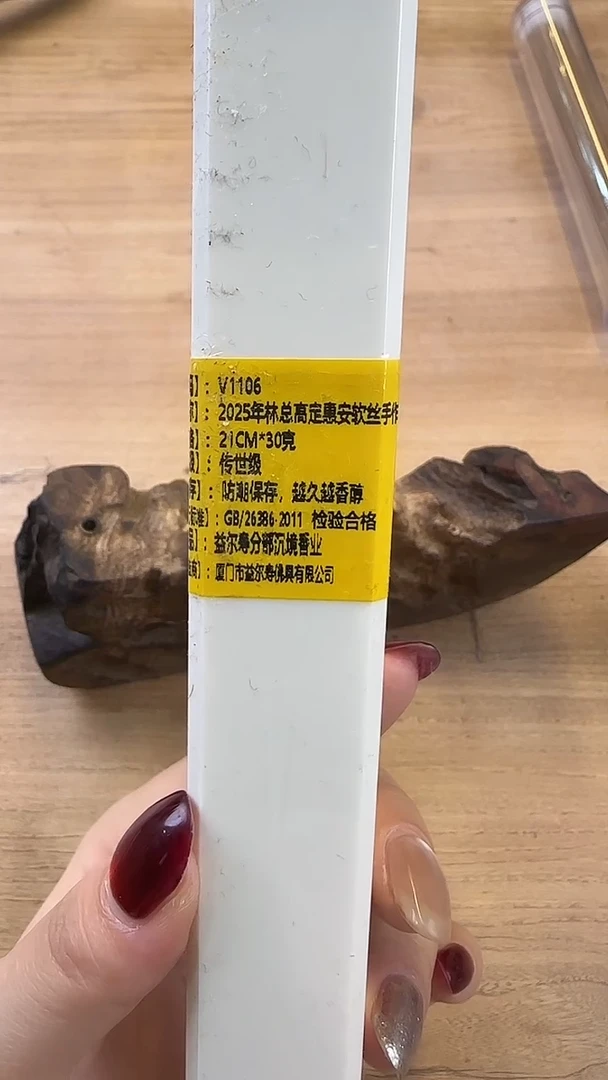 】：V1106
】：2025年林总高定惠安软丝手作
】：21CM*30克
】：传世级
】：防潮保存，越久越香醇
标准】：GB/26386-2011 检验合格
】：益尔寿分部沉境香业
商】：厦门市益尔寿佛具有限公司